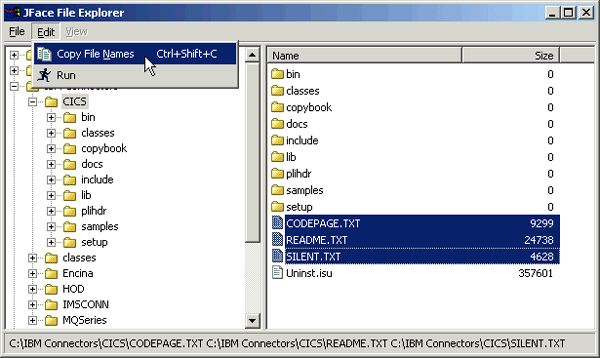 JFace File Explorer
File Edit View
Copy File Names Ctrl+Shift+C
Run
CICS
bin
classes
copybook
docs
include
lib
plihdr
samples
setup
classes
Encina
HOD
IMSCONN
MQSeries
Name Size
bin 0
classes 0
copybook 0
docs 0
include 0
lib 0
plihdr 0
samples 0
setup 0
CODEPAGE.TXT 9299
README.TXT 24738
SILENT.TXT 4628
Uninst.isu 357601
C:\IBM Connectors\CICS\CODEPAGE.TXT C:\IBM Connectors\CICS\README.TXT C:\IBM Connectors\CICS\SILENT.TXT